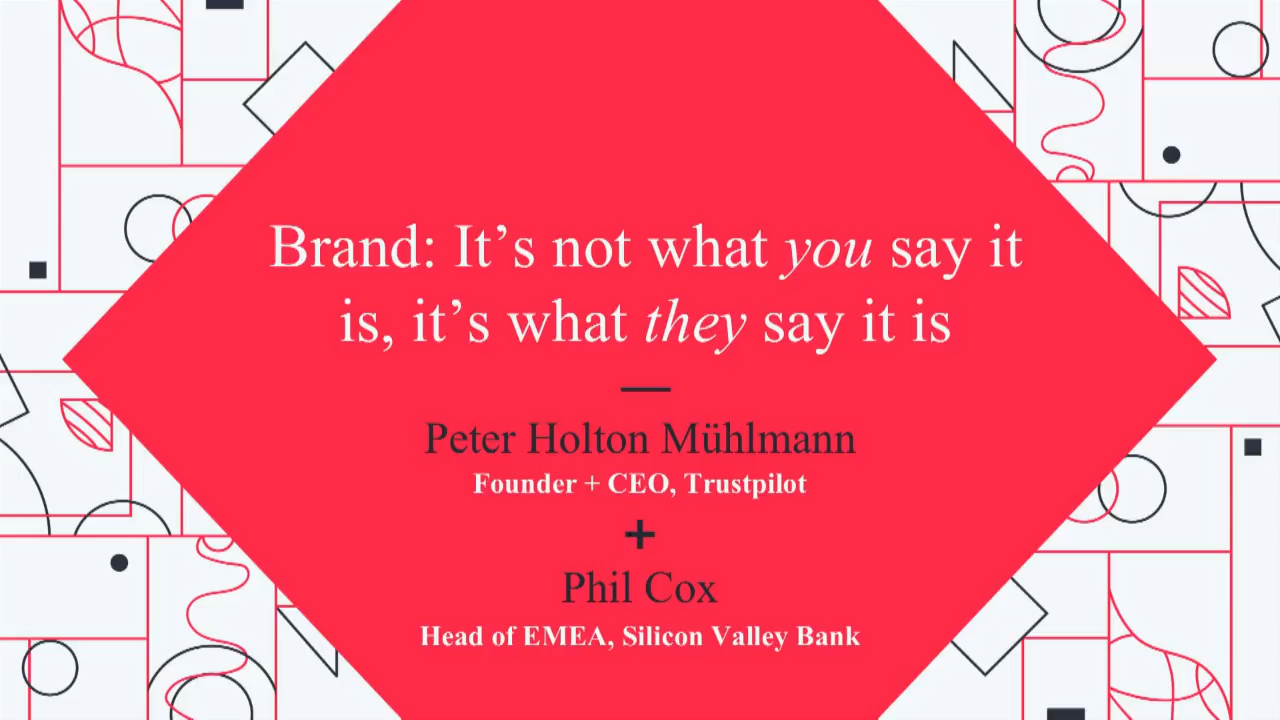 Brand: It’s not what you say it
is, it’s what they say it is
Peter Holton Mühlmann
Founder + CEO, Trustpilot
+
Phil Cox
Head of EMEA, Silicon Valley Bank